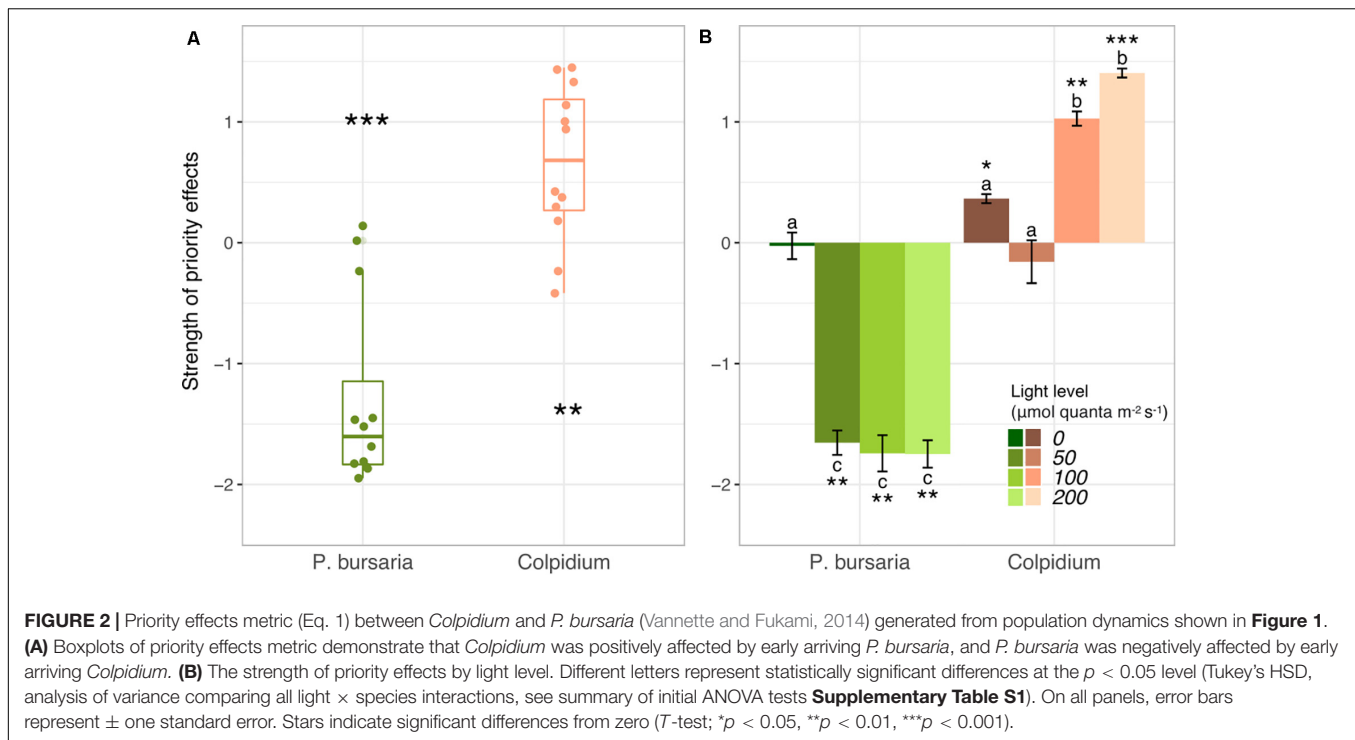 A
B
Strength of priority effects
1
0
−1
−2
***
**
P. bursaria
Colpidium
1
0
−1
−2
a
c
**
c
**
c
**
*
a
a
**
b
***
b
Light level
(µmol quanta m-2 s-1)
0
50
100
200
P. bursaria
Colpidium
FIGURE 2 | Priority effects metric (Eq. 1) between Colpidium and P. bursaria (Vannette and Fukami, 2014) generated from population dynamics shown in Figure 1.
(A) Boxplots of priority effects metric demonstrate that Colpidium was positively affected by early arriving P. bursaria, and P. bursaria was negatively affected by early
arriving Colpidium. (B) The strength of priority effects by light level. Different letters represent statistically significant differences at the p < 0.05 level (Tukey's HSD,
analysis of variance comparing all light × species interactions, see summary of initial ANOVA tests Supplementary Table S1). On all panels, error bars
represent ± one standard error. Stars indicate significant differences from zero (T-test; *p < 0.05, **p < 0.01, ***p < 0.001).